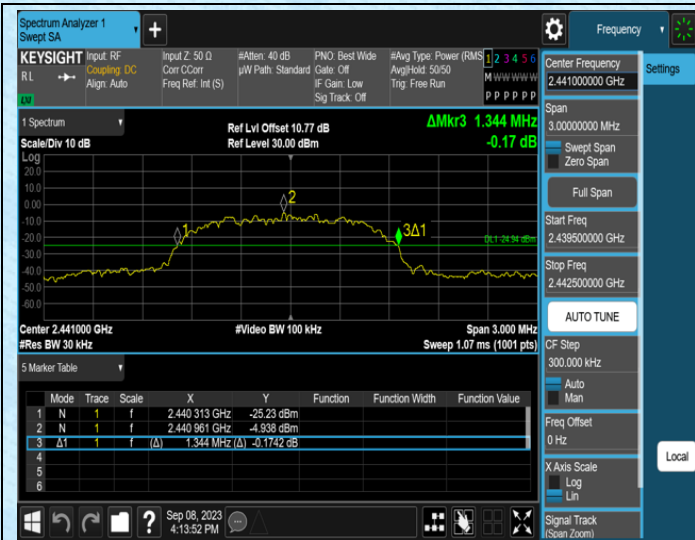 Spectrum Analyzer 1
Swept SA
+
Frequency
KEYSIGHT
RL
LXI
Input: RF
Coupling: DC
Align: Auto
Input Z: 50 Ω
Corr CCorr
Freq Ref: Int (S)
#Atten: 40 dB
µW Path: Standard
PNO: Best Wide
Gate: Off
IF Gain: Low
Sig Track: Off
#Avg Type: Power (RMS
Avg|Hold: 50/50
Trig: Free Run
1 2 3 4 5 6
M W W W W W
P P P P P P
1 Spectrum
Scale/Div 10 dB
Ref Lvl Offset 10.77 dB
Ref Level 30.00 dBm
ΔMkr3 1.344 MHz
-0.17 dB
Log
20.0
10.0
0.00
-10.0
-20.0
-30.0
-40.0
-50.0
-60.0
1
2
3Δ1
DL1 -24.94 dBm
Center 2.441000 GHz
#Res BW 30 kHz
#Video BW 100 kHz
Span 3.000 MHz
Sweep 1.07 ms (1001 pts)
5 Marker Table
Mode Trace Scale X Y Function Function Width Function Value
1 N 1 f 2.440 313 GHz -25.23 dBm
2 N 1 f 2.440 961 GHz -4.938 dBm
3 Δ1 1 f (Δ) 1.344 MHz (Δ) -0.1742 dB
4
5
6
?
Sep 08, 2023
4:13:52 PM
Center Frequency
2.441000000 GHz
Span
3.00000000 MHz
Swept Span
Zero Span
Full Span
Start Freq
2.439500000 GHz
Stop Freq
2.442500000 GHz
AUTO TUNE
CF Step
300.000 kHz
Auto
Man
Freq Offset
0 Hz
X Axis Scale
Log
Lin
Signal Track
(Span Zoom)
Settings
Local